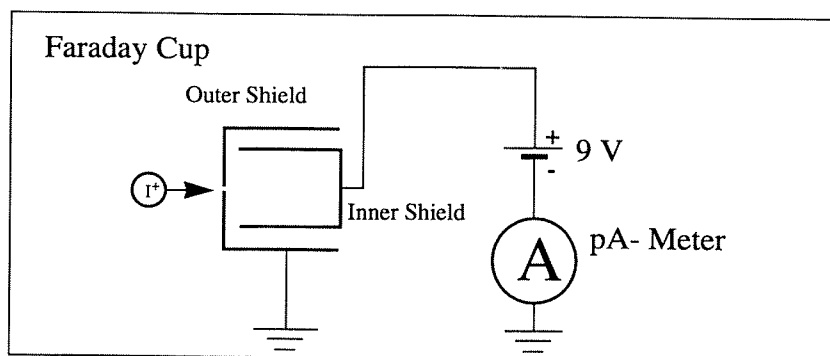 Faraday Cup
Outer Shield
+
9 V
-
I+
Inner Shield
A
pA- Meter